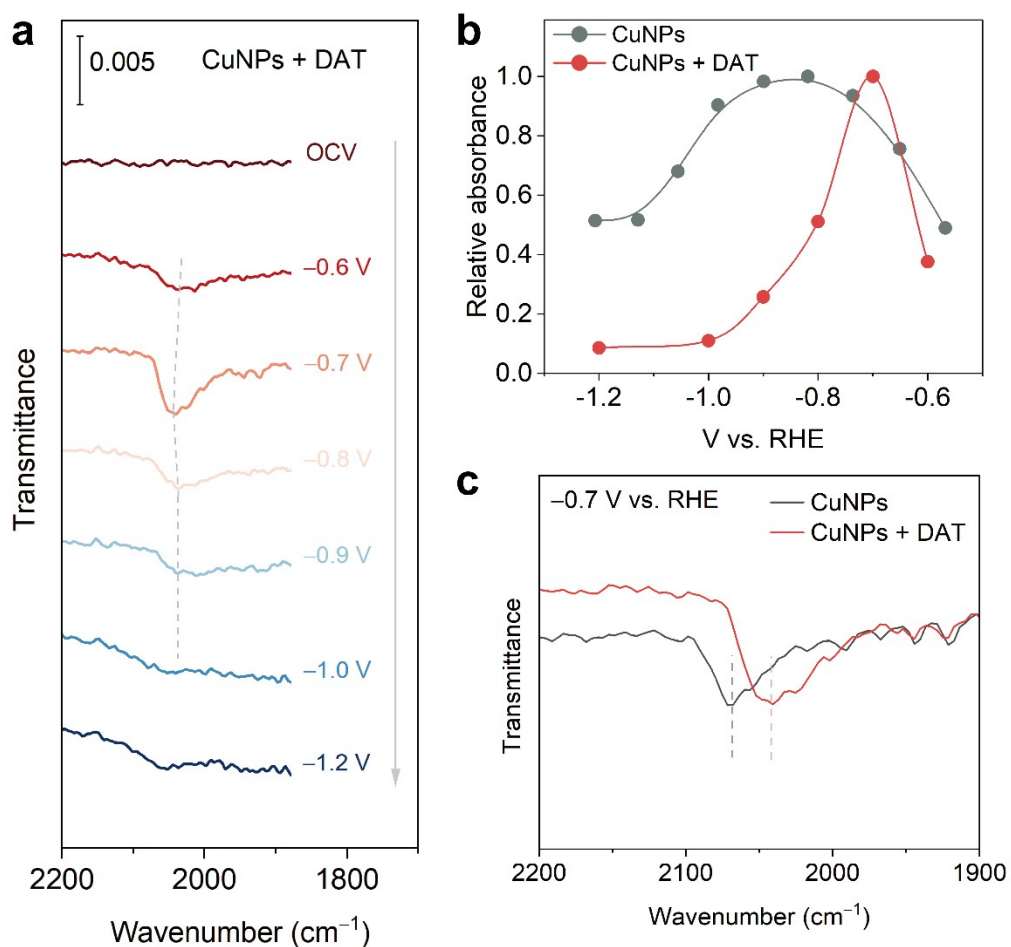 a
0.005
CuNPs + DAT
OCV
–0.6 V
–0.7 V
–0.8 V
–0.9 V
–1.0 V
–1.2 V
Transmittance
2200
2000
1800
Wavenumber (cm⁻¹)
b
CuNPs
CuNPs + DAT
1.0
0.8
0.6
0.4
0.2
0.0
Relative absorbance
-1.2
-1.0
-0.8
-0.6
V vs. RHE
c
–0.7 V vs. RHE
CuNPs
CuNPs + DAT
Transmittance
2200
2100
2000
1900
Wavenumber (cm⁻¹)